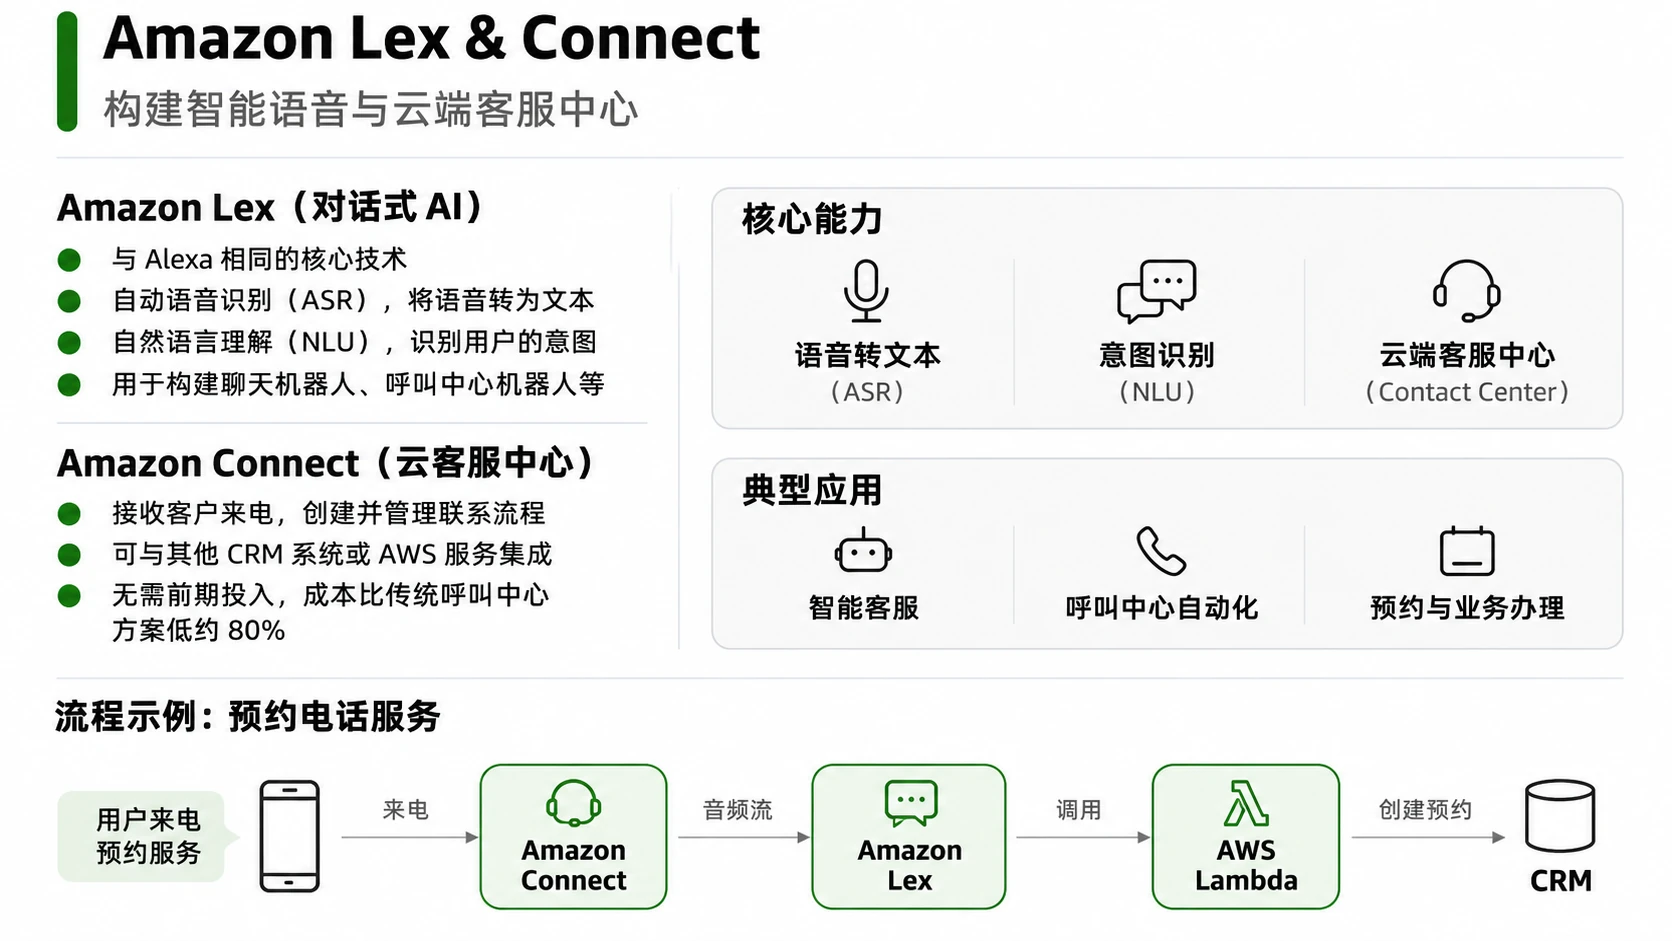 Amazon Lex & Connect
构建智能语音与云端客服中心
Amazon Lex（对话式 AI）
与 Alexa 相同的核心技术
自动语音识别（ASR），将语音转为文本
自然语言理解（NLU），识别用户的意图
用于构建聊天机器人、呼叫中心机器人等
Amazon Connect（云客服中心）
接收客户来电，创建并管理联系流程
可与其他 CRM 系统或 AWS 服务集成
无需前期投入，成本比传统呼叫中心
方案低约 80%
核心能力
语音转文本
（ASR）
意图识别
（NLU）
云端客服中心
（Contact Center）
典型应用
智能客服
呼叫中心自动化
预约与业务办理
流程示例：预约电话服务
用户来电
预约服务
来电
Amazon
Connect
音频流
Amazon
Lex
调用
AWS
Lambda
创建预约
CRM